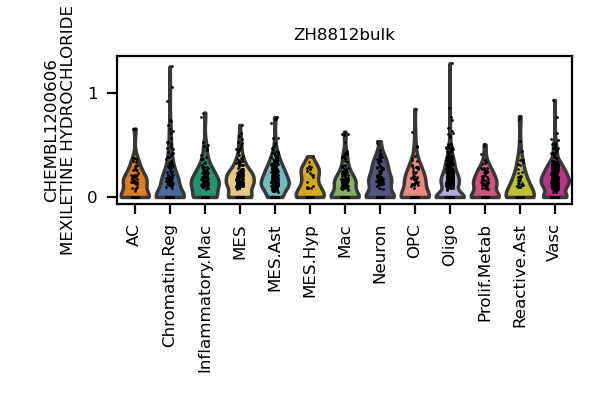 ZH8812bulk
CHEMBL1200606
MEXILETINE HYDROCHLORIDE
1
0
AC
Chromatin.Reg
Inflammatory.Mac
MES
MES.Ast
MES.Hyp
Mac
Neuron
OPC
Oligo
Prolif.Metab
Reactive.Ast
Vasc